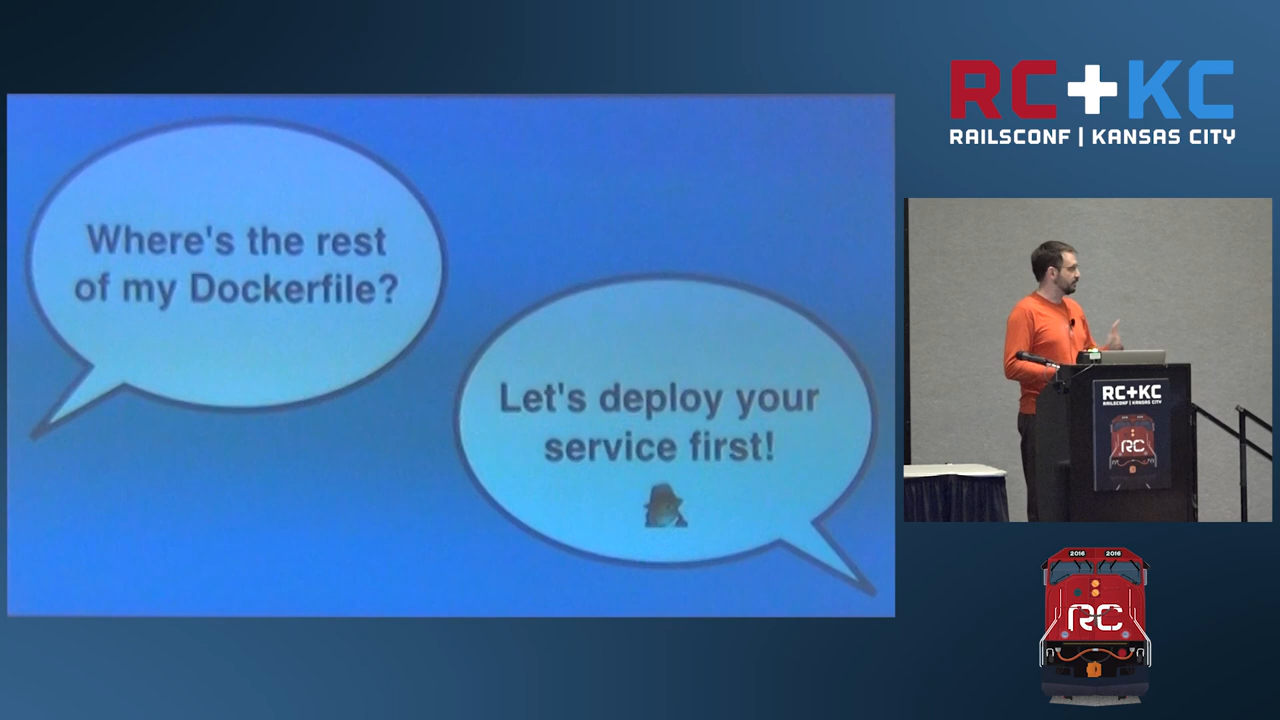 Where's the rest
of my Dockerfile?
Let's deploy your
service first!
RC+KC
RAILSCONF | KANSAS CITY
RC+KC
RAILSCONF | KANSAS CITY
RC
2016 2016
RC